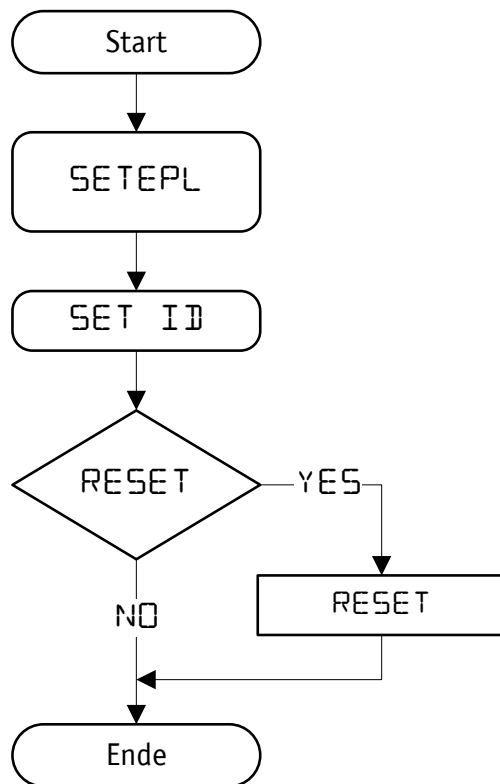 Start
SETEPL
SET ID
RESET
YES
RESET
NO
Ende